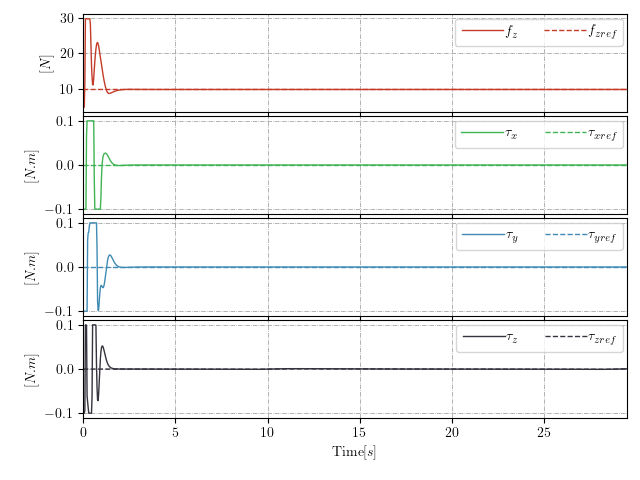 30
20
10
[N]
f_z
f_zref
0.1
0.0
−0.1
[N.m]
τ_x
τ_xref
0.1
0.0
−0.1
[N.m]
τ_y
τ_yref
0.1
0.0
−0.1
[N.m]
τ_z
τ_zref
0 5 10 15 20 25
Time[s]